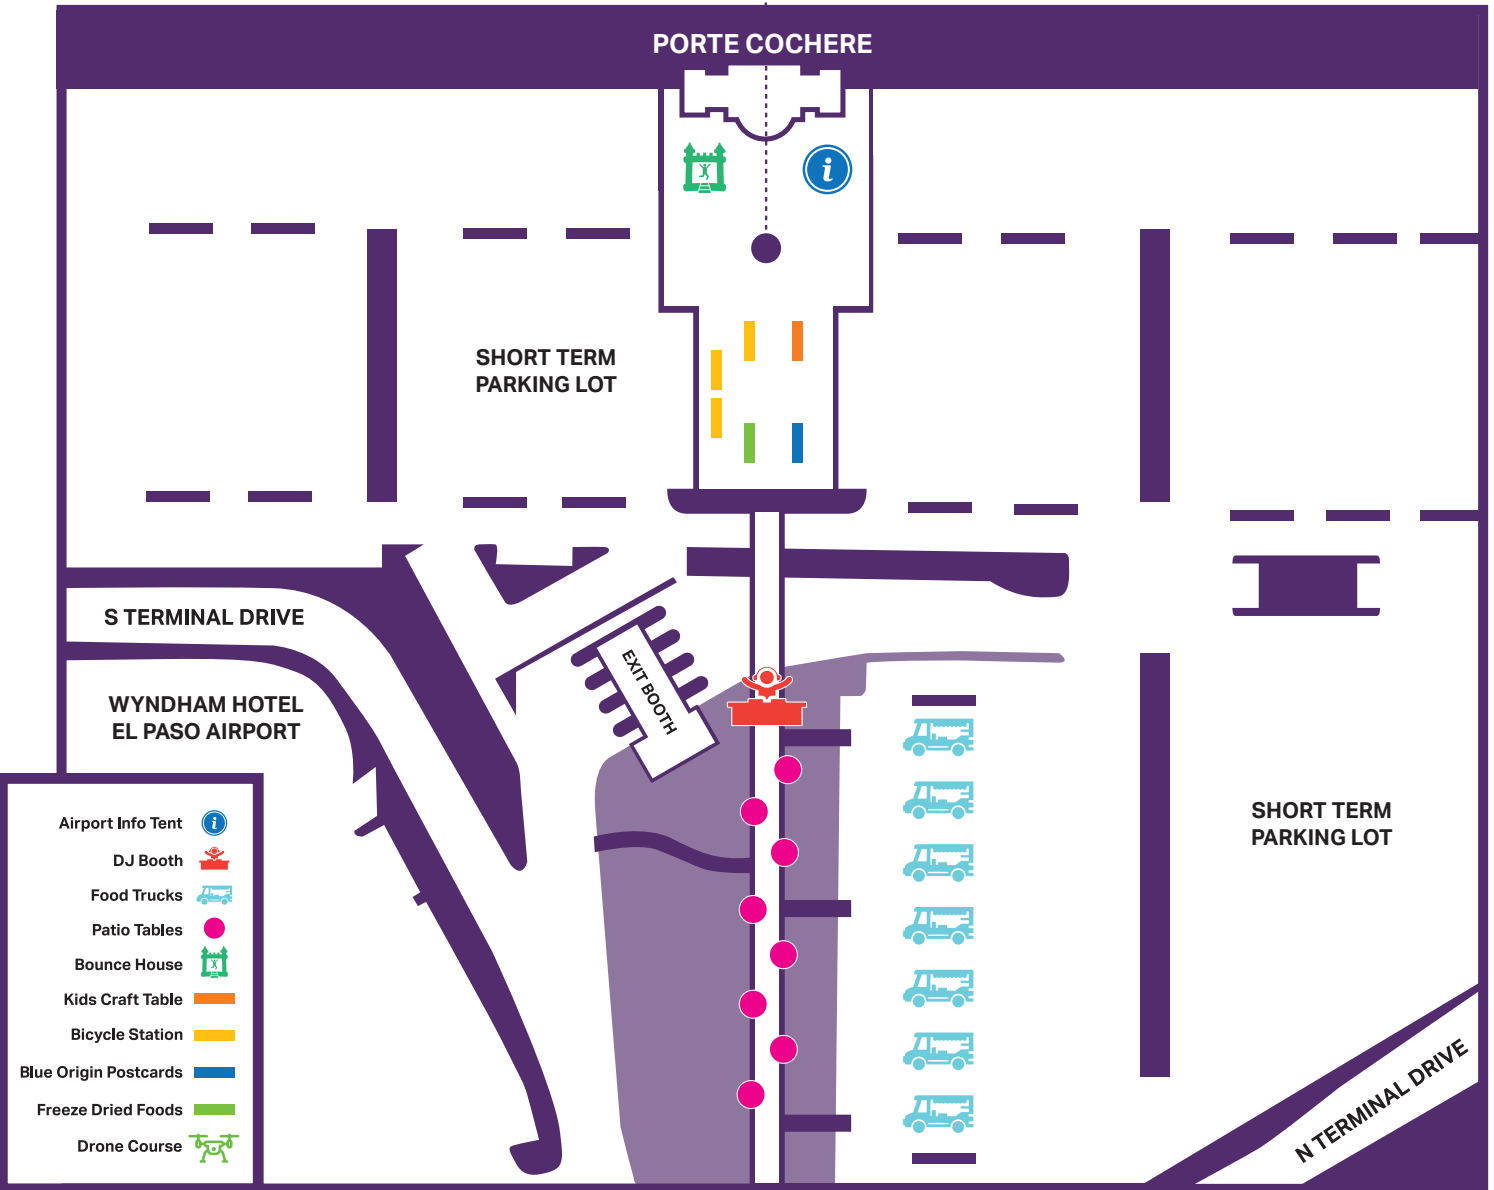 PORTE COCHERE
i
SHORT TERM
PARKING LOT
S TERMINAL DRIVE
EXIT BOOTH
WYNDHAM HOTEL
EL PASO AIRPORT
SHORT TERM
PARKING LOT
N TERMINAL DRIVE
Airport Info Tent i
DJ Booth
Food Trucks
Patio Tables
Bounce House
Kids Craft Table
Bicycle Station
Blue Origin Postcards
Freeze Dried Foods
Drone Course